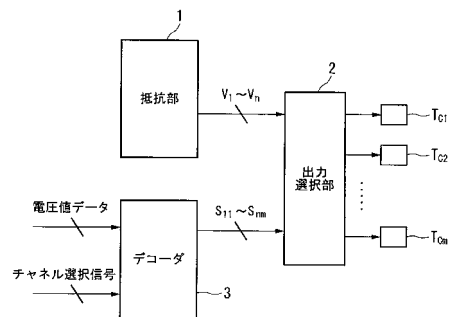 1
抵抗部
V1～Vn
2
出力
選択部
TC1
TC2
TCm
電圧値データ
チャネル選択信号
デコーダ
S11～Snm
3